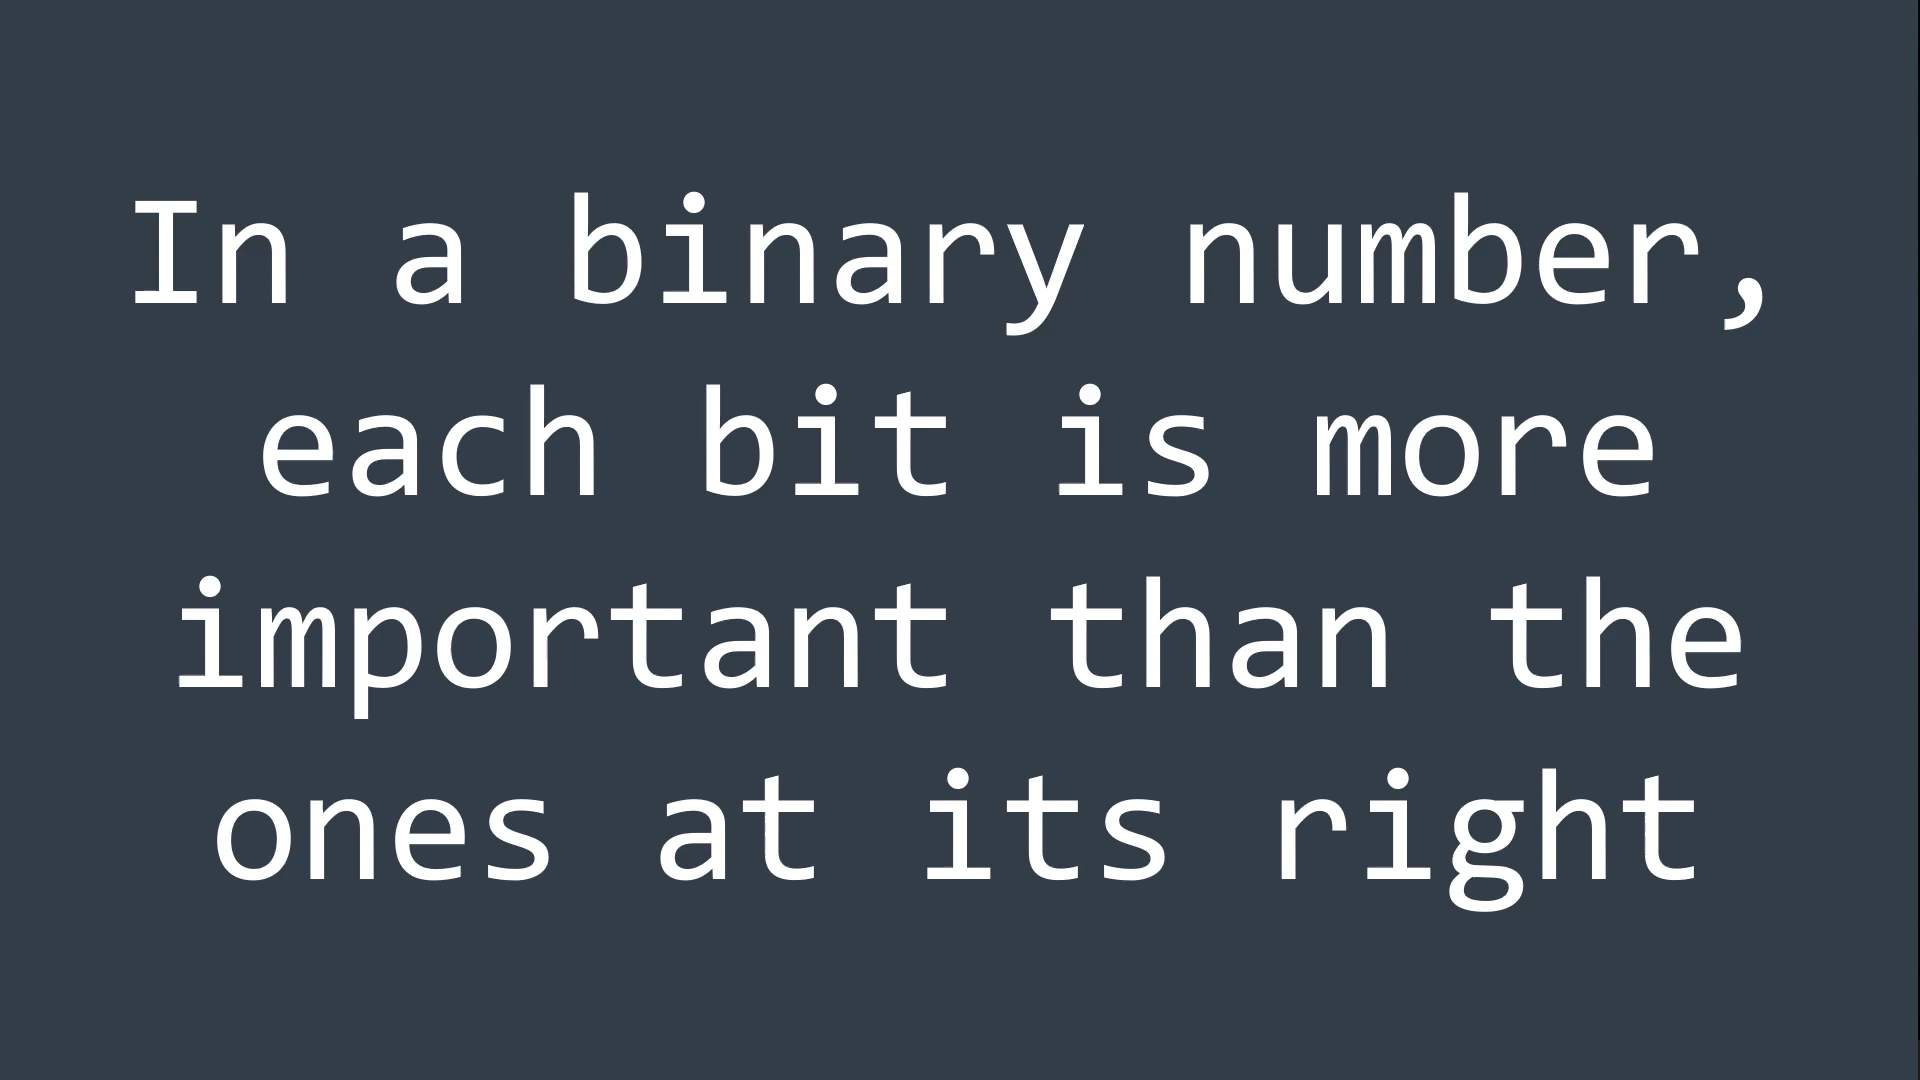 In a binary number,
each bit is more
important than the
ones at its right